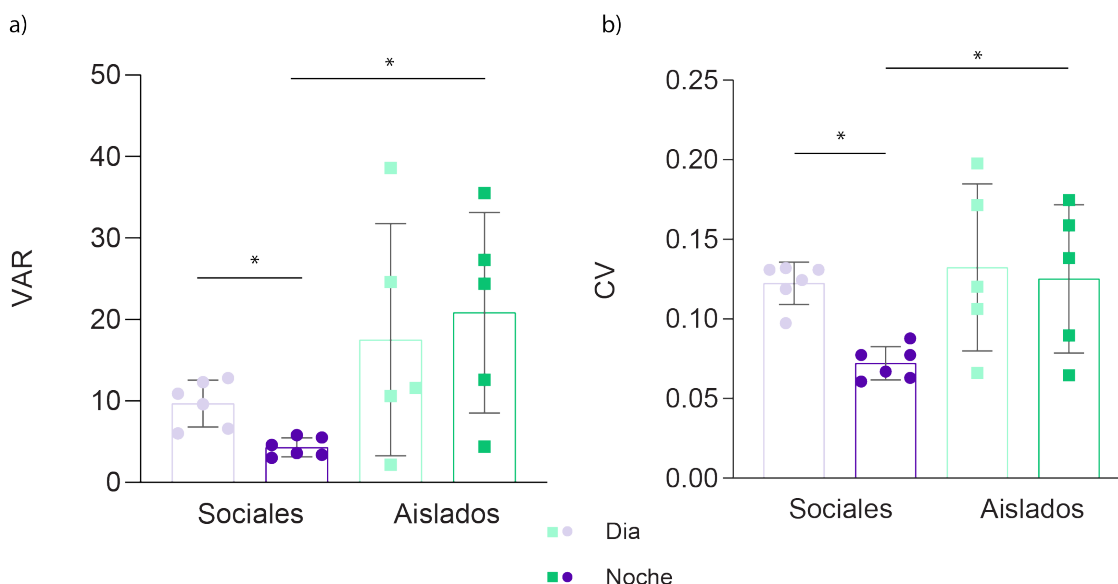 a)
VAR
50
40
30
20
10
0
*
*
Sociales
Aislados
b)
CV
0.25
0.20
0.15
0.10
0.05
0.00
*
*
Sociales
Aislados
Dia
Noche